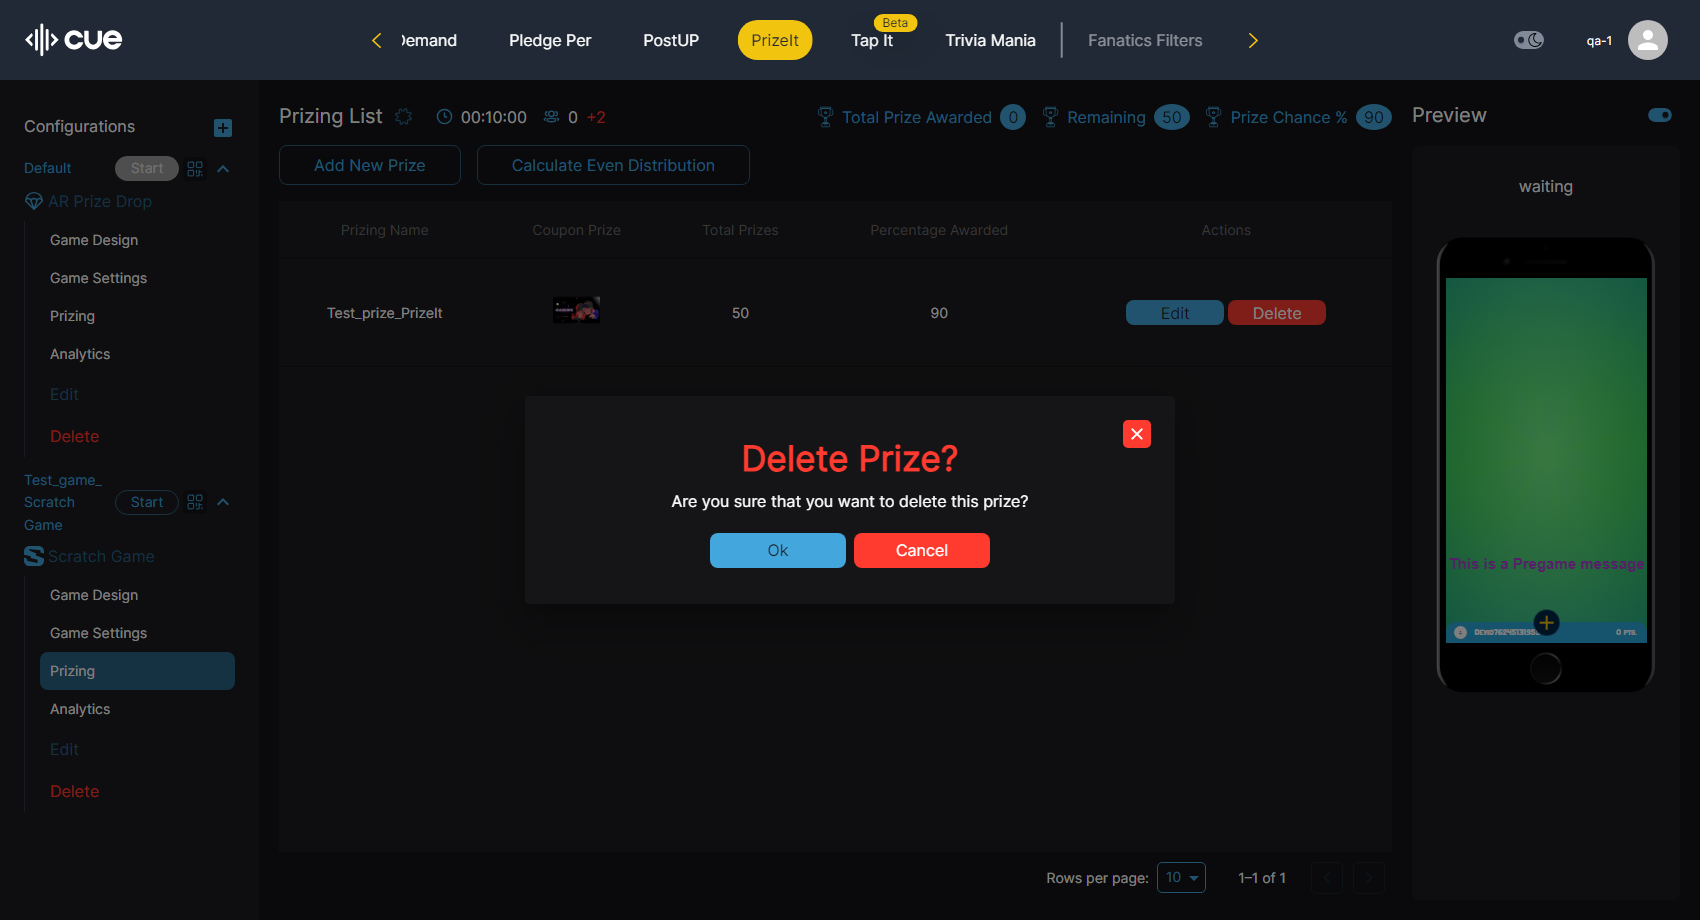 cue
Demand
Pledge Per
PostUP
PrizeIt
Beta
Tap It
Trivia Mania
Fanatics Filters
qa-1
Configurations
Default
Start
AR Prize Drop
Game Design
Game Settings
Prizing
Analytics
Edit
Delete
Test_game_
Scratch
Game
Start
Scratch Game
Game Design
Game Settings
Prizing
Analytics
Edit
Delete
Prizing List
00:10:00
0
+2
Total Prize Awarded 0
Remaining 50
Prize Chance % 90
Add New Prize
Calculate Even Distribution
Prizing Name
Coupon Prize
Total Prizes
Percentage Awarded
Actions
Test_prize_PrizeIt
50
90
Edit
Delete
Delete Prize?
Are you sure that you want to delete this prize?
Ok
Cancel
Rows per page:
10
1–1 of 1
Preview
waiting
This is a Pregame message
0 PTS.